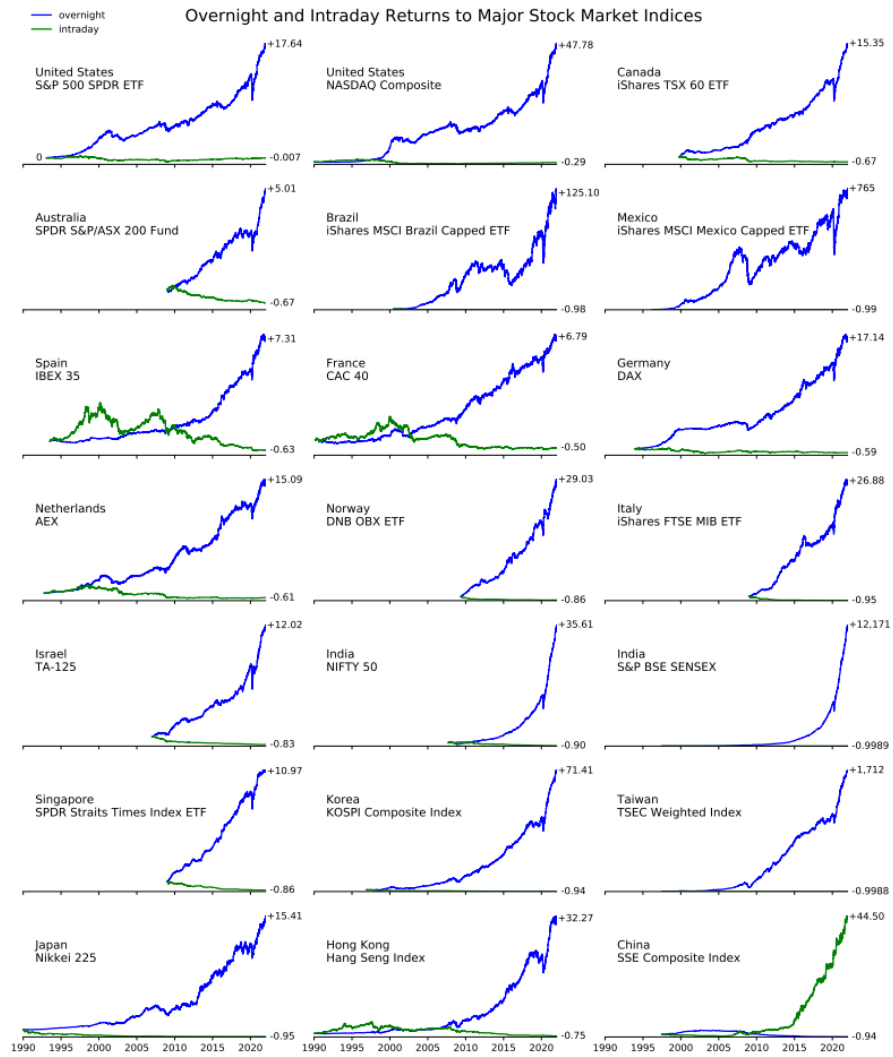 Overnight and Intraday Returns to Major Stock Market Indices
overnight
intraday
+17.64
United States
S&P 500 SPDR ETF
0
-0.007
+47.78
United States
NASDAQ Composite
-0.29
+15.35
Canada
iShares TSX 60 ETF
-0.67
+5.01
Australia
SPDR S&P/ASX 200 Fund
-0.67
+125.10
Brazil
iShares MSCI Brazil Capped ETF
-0.98
+765
Mexico
iShares MSCI Mexico Capped ETF
-0.99
+7.31
Spain
IBEX 35
-0.63
+6.79
France
CAC 40
-0.50
+17.14
Germany
DAX
-0.59
+15.09
Netherlands
AEX
-0.61
+29.03
Norway
DNB OBX ETF
-0.86
+26.88
Italy
iShares FTSE MIB ETF
-0.95
+12.02
Israel
TA-125
-0.83
+35.61
India
NIFTY 50
-0.90
+12,171
India
S&P BSE SENSEX
-0.9989
+10.97
Singapore
SPDR Straits Times Index ETF
-0.86
+71.41
Korea
KOSPI Composite Index
-0.94
+1,712
Taiwan
TSEC Weighted Index
-0.9988
+15.41
Japan
Nikkei 225
-0.95
+32.27
Hong Kong
Hang Seng Index
-0.75
+44.50
China
SSE Composite Index
-0.94
1990 1995 2000 2005 2010 2015 2020
1990 1995 2000 2005 2010 2015 2020
1990 1995 2000 2005 2010 2015 2020